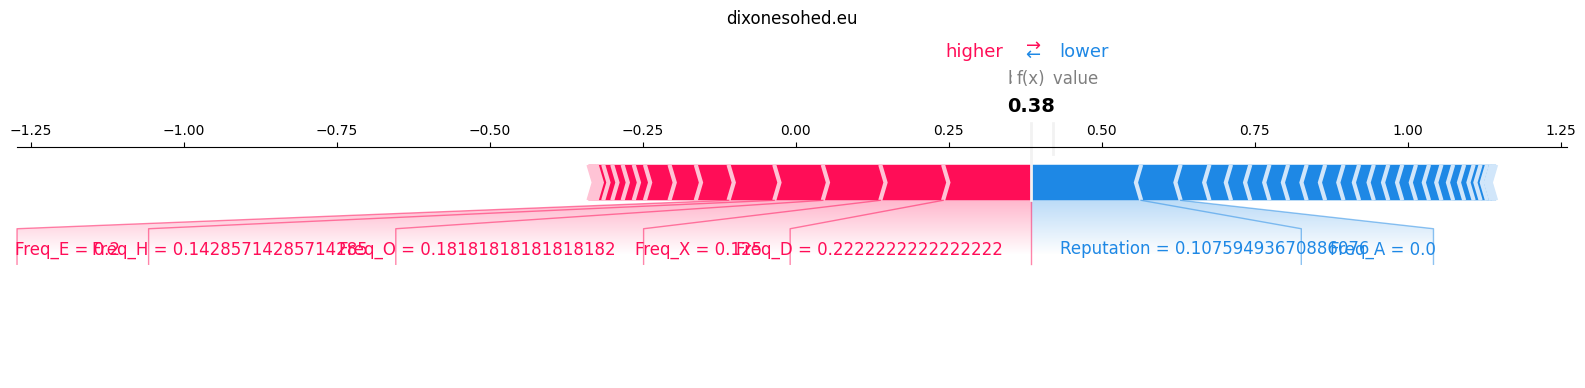 dixonesohed.eu
higher ⇄ lower
f(x) value
0.38
−1.25 −1.00 −0.75 −0.50 −0.25 0.00 0.25 0.50 0.75 1.00 1.25
Freq_E = 0.2 Freq_H = 0.14285714285714285 Freq_O = 0.18181818181818182 Freq_X = 0.125 Freq_D = 0.2222222222222222 Reputation = 0.10759493670886076 Freq_A = 0.0